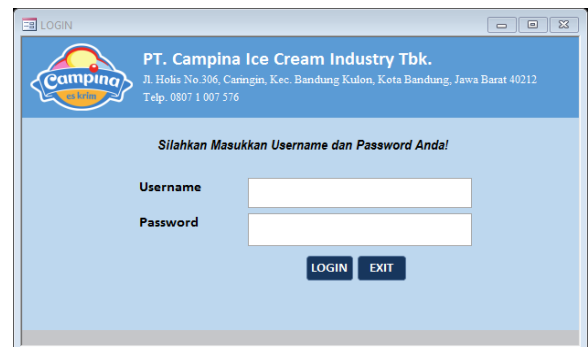 LOGIN
Campina
es krim
PT. Campina Ice Cream Industry Tbk.
Jl. Holis No.306, Caringin, Kec. Bandung Kulon, Kota Bandung, Jawa Barat 40212
Telp. 0807 1 007 576
Silahkan Masukkan Username dan Password Anda!
Username
Password
LOGIN EXIT